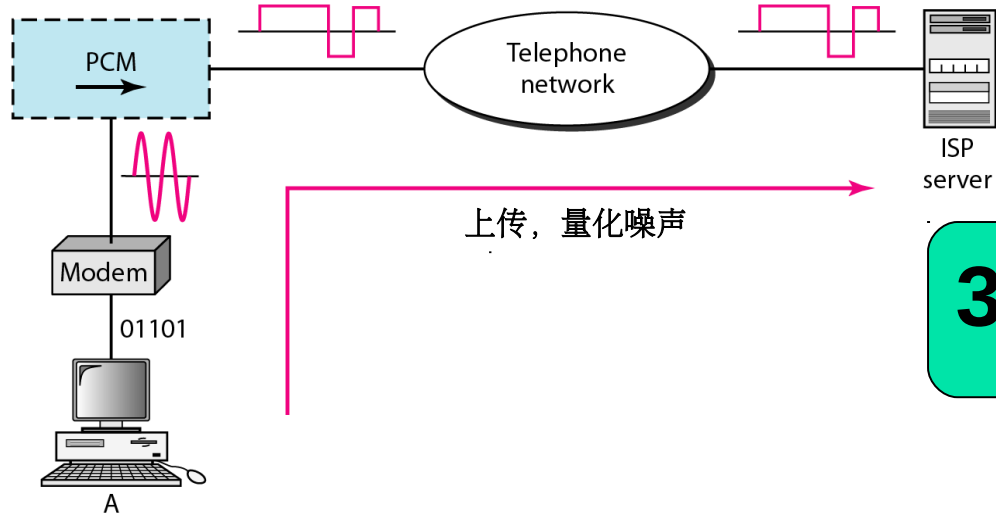 PCM
Telephone
network
ISP
server
上传，量化噪声
3
Modem
01101
A